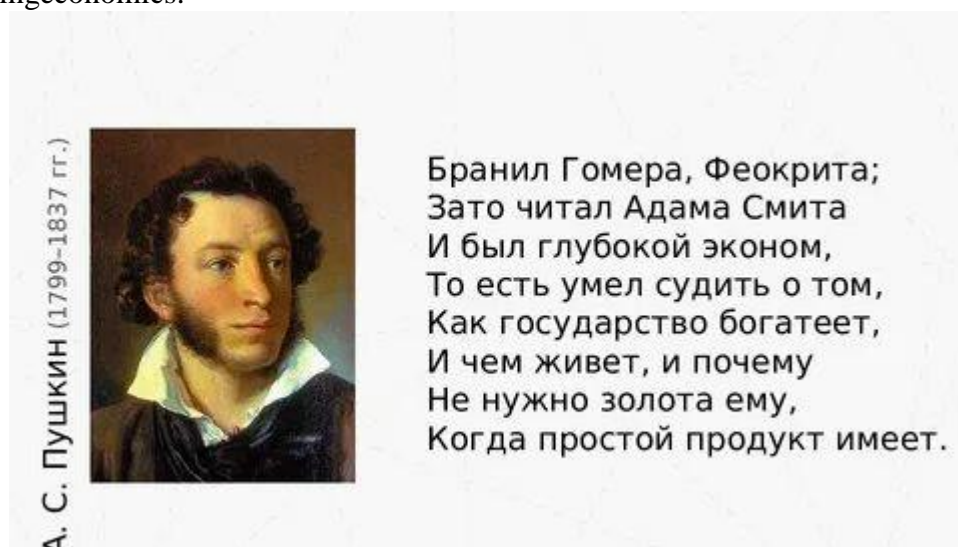 ngeconomics.
А. С. Пушкин (1799–1837 гг.)
Бранил Гомера, Феокрита;
Зато читал Адама Смита
И был глубокой эконом,
То есть умел судить о том,
Как государство богатеет,
И чем живет, и почему
Не нужно золота ему,
Когда простой продукт имеет.